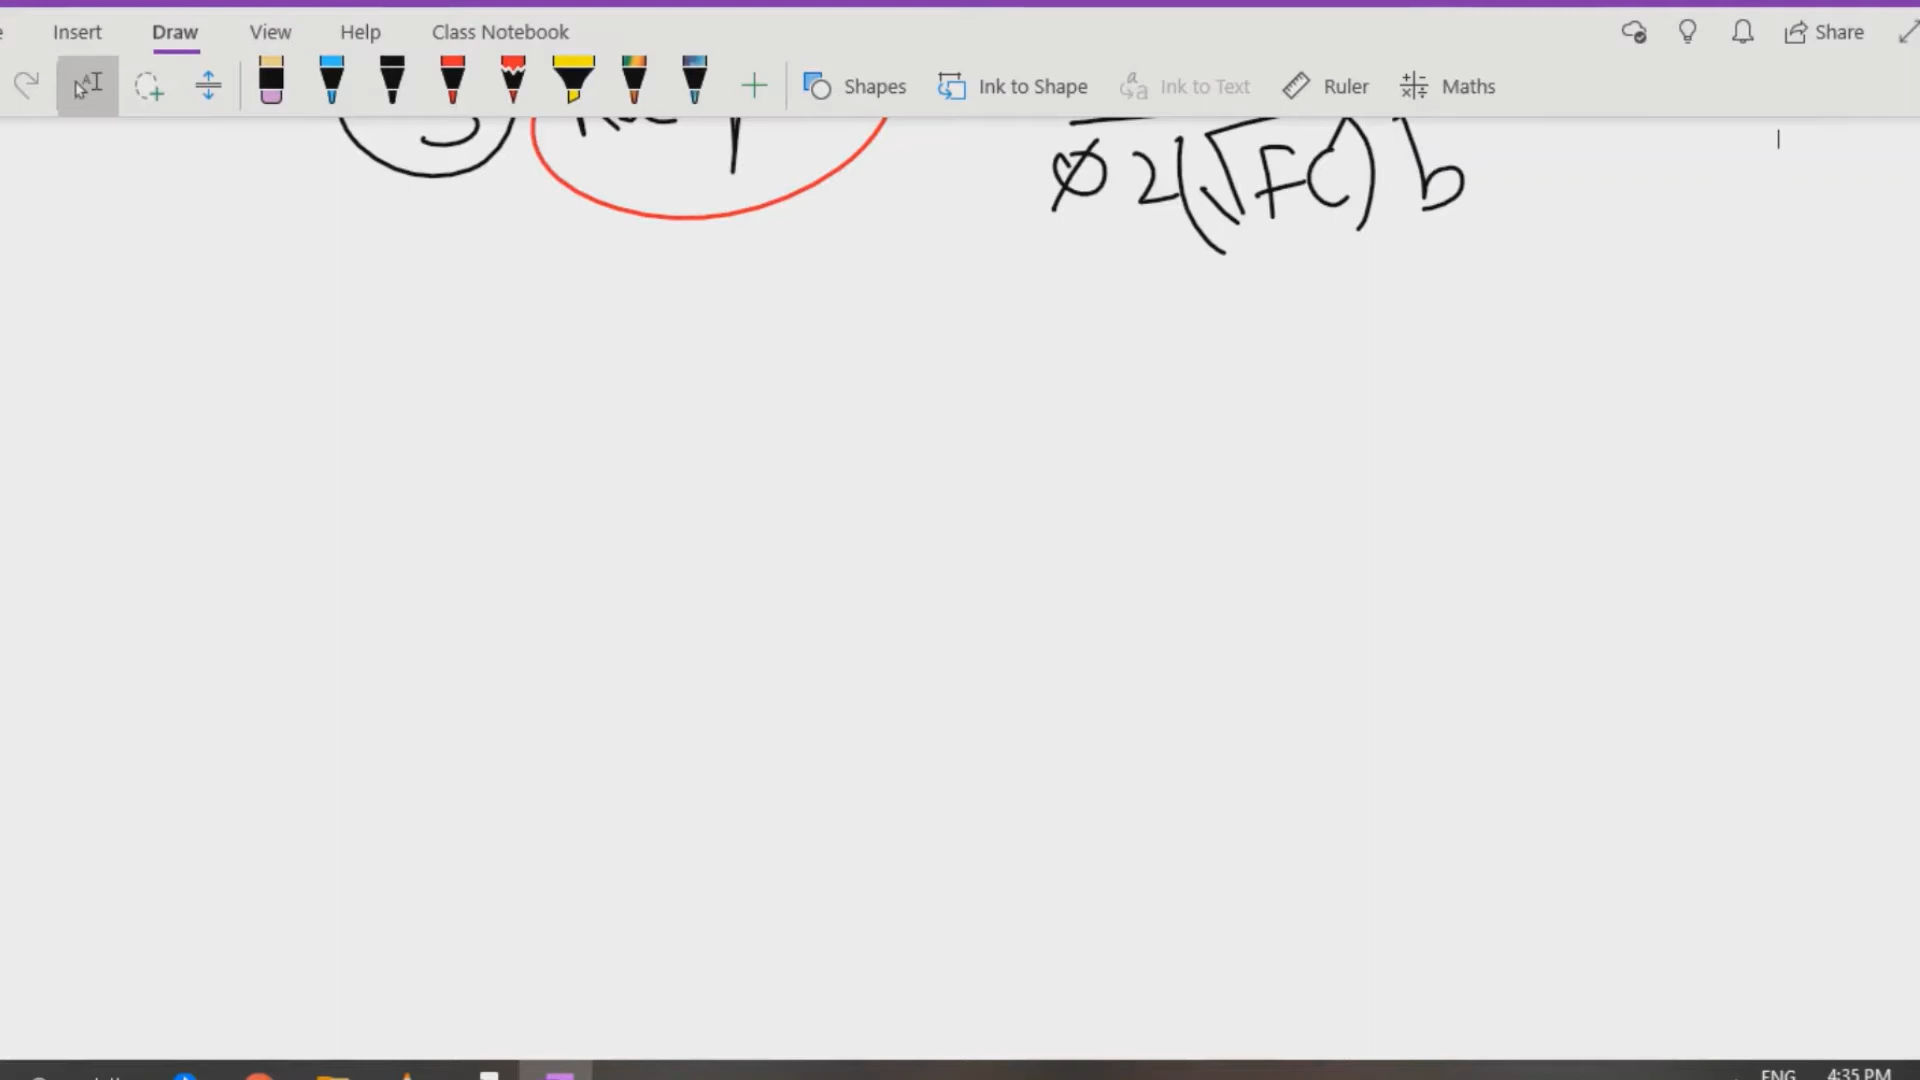 Insert Draw View Help Class Notebook Share
Shapes Ink to Shape Ink to Text Ruler Maths
Ø 2(√FC') b
ENG 4:35 PM